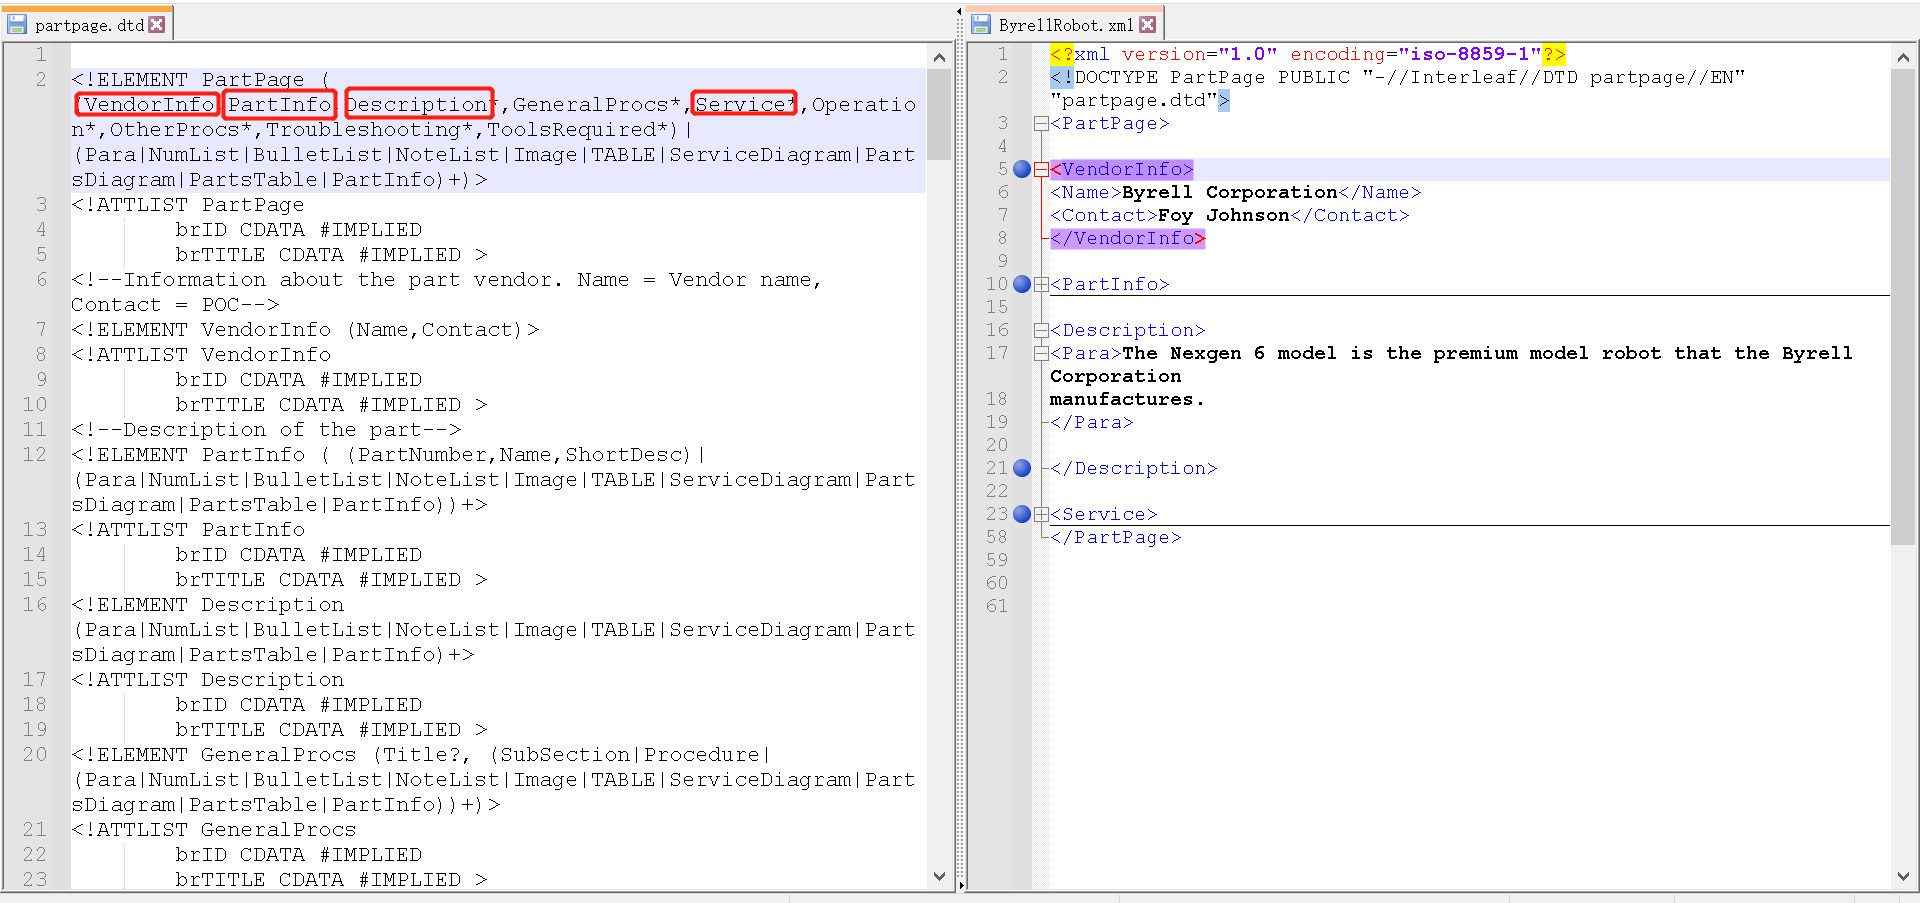 partpage.dtd
1
2 <!ELEMENT PartPage (
(VendorInfo,PartInfo,Description*,GeneralProcs*,Service*,Operatio
n*,OtherProcs*,Troubleshooting*,ToolsRequired*)|
(Para|NumList|BulletList|NoteList|Image|TABLE|ServiceDiagram|Part
sDiagram|PartsTable|PartInfo)+)>
3 <!ATTLIST PartPage
4 brID CDATA #IMPLIED
5 brTITLE CDATA #IMPLIED >
6 <!--Information about the part vendor. Name = Vendor name,
Contact = POC-->
7 <!ELEMENT VendorInfo (Name,Contact)>
8 <!ATTLIST VendorInfo
9 brID CDATA #IMPLIED
10 brTITLE CDATA #IMPLIED >
11 <!--Description of the part-->
12 <!ELEMENT PartInfo ( (PartNumber,Name,ShortDesc)|
(Para|NumList|BulletList|NoteList|Image|TABLE|ServiceDiagram|Part
sDiagram|PartsTable|PartInfo))+>
13 <!ATTLIST PartInfo
14 brID CDATA #IMPLIED
15 brTITLE CDATA #IMPLIED >
16 <!ELEMENT Description
(Para|NumList|BulletList|NoteList|Image|TABLE|ServiceDiagram|Part
sDiagram|PartsTable|PartInfo)+>
17 <!ATTLIST Description
18 brID CDATA #IMPLIED
19 brTITLE CDATA #IMPLIED >
20 <!ELEMENT GeneralProcs (Title?, (SubSection|Procedure|
(Para|NumList|BulletList|NoteList|Image|TABLE|ServiceDiagram|Part
sDiagram|PartsTable|PartInfo))+)>
21 <!ATTLIST GeneralProcs
22 brID CDATA #IMPLIED
23 brTITLE CDATA #IMPLIED >
ByrellRobot.xml
1 <?xml version="1.0" encoding="iso-8859-1"?>
2 <!DOCTYPE PartPage PUBLIC "-//Interleaf//DTD partpage//EN"
"partpage.dtd">
3 <PartPage>
4
5 <VendorInfo>
6 <Name>Byrell Corporation</Name>
7 <Contact>Foy Johnson</Contact>
8 </VendorInfo>
9
10 <PartInfo>
15
16 <Description>
17 <Para>The Nexgen 6 model is the premium model robot that the Byrell
Corporation
18 manufactures.
19 </Para>
20
21 </Description>
22
23 <Service>
58 </PartPage>
59
60
61